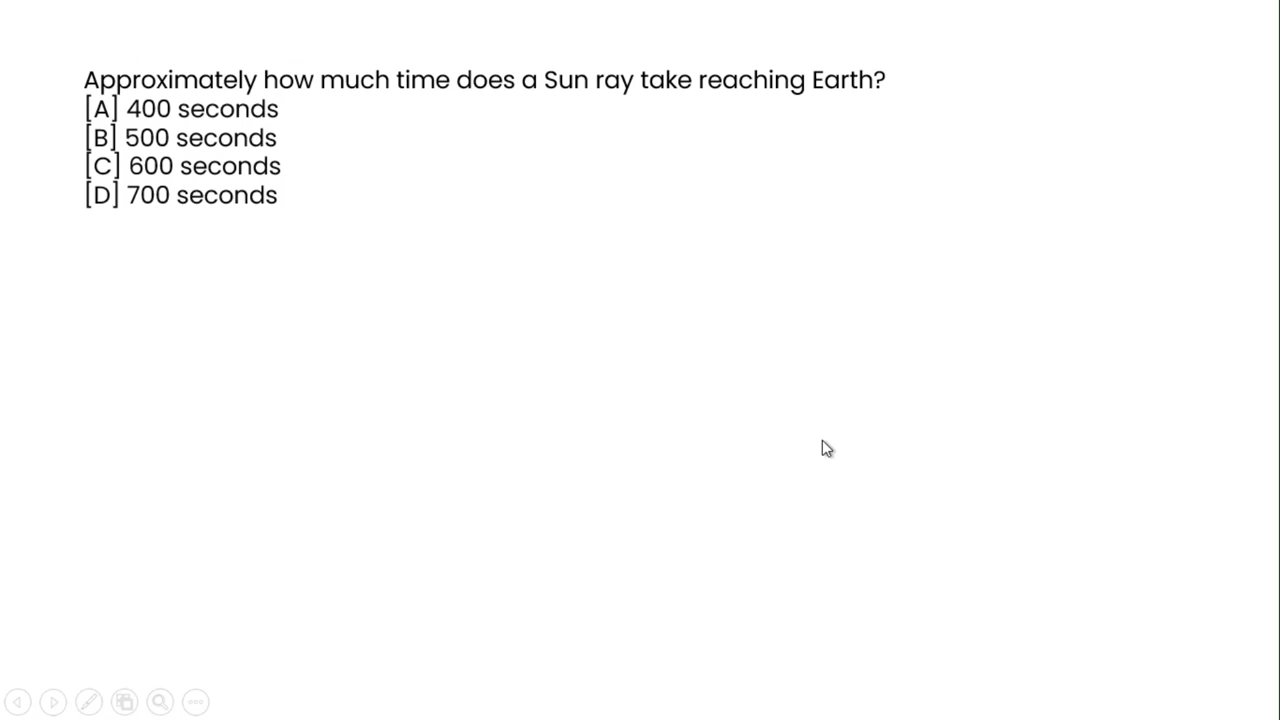 Approximately how much time does a Sun ray take reaching Earth?
[A] 400 seconds
[B] 500 seconds
[C] 600 seconds
[D] 700 seconds